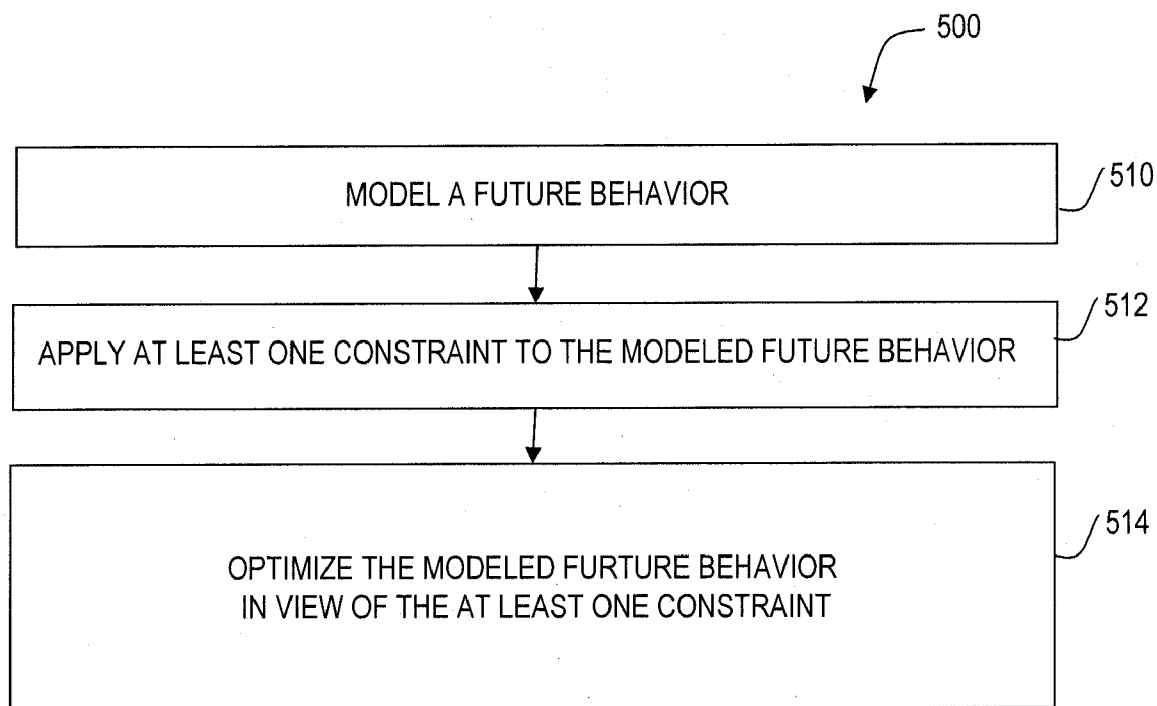 500
MODEL A FUTURE BEHAVIOR
510
APPLY AT LEAST ONE CONSTRAINT TO THE MODELED FUTURE BEHAVIOR
512
OPTIMIZE THE MODELED FURTURE BEHAVIOR
IN VIEW OF THE AT LEAST ONE CONSTRAINT
514